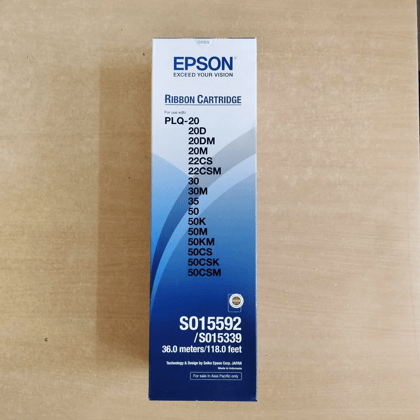 OPEN
EPSON
EXCEED YOUR VISION
RIBBON CARTRIDGE
For use with:
PLQ-20
20D
20DM
20M
22CS
22CSM
30
30M
35
50
50K
50M
50KM
50CS
50CSK
50CSM
S015592
/S015339
36.0 meters/118.0 feet
Technology & Design by Seiko Epson Corp. JAPAN
Made in Indonesia
For sale in Asia Pacific only